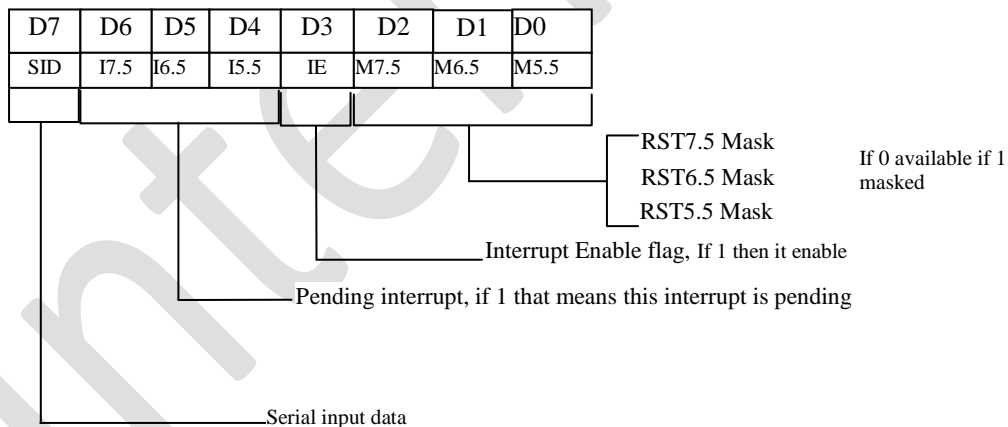 D7 D6 D5 D4 D3 D2 D1 D0
SID I7.5 I6.5 I5.5 IE M7.5 M6.5 M5.5
RST7.5 Mask
RST6.5 Mask
RST5.5 Mask
If 0 available if 1
masked
Interrupt Enable flag, If 1 then it enable
Pending interrupt, if 1 that means this interrupt is pending
Serial input data